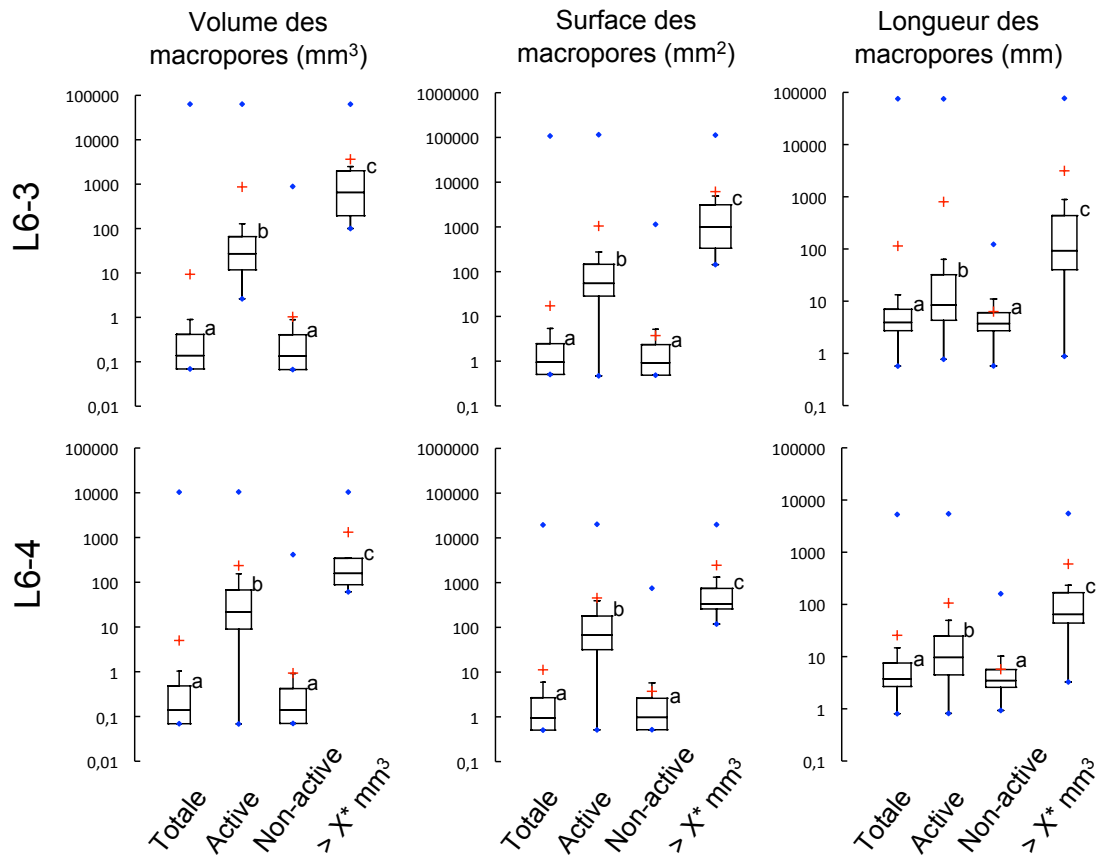 Volume des
macropores (mm³)
Surface des
macropores (mm²)
Longueur des
macropores (mm)
L6-3
100000
10000
1000
100
10
1
0,1
0,01
a
b
a
c
1000000
100000
10000
1000
100
10
1
0,1
a
b
a
c
100000
10000
1000
100
10
1
0,1
a
b
a
c
L6-4
100000
10000
1000
100
10
1
0,1
0,01
a
b
a
c
1000000
100000
10000
1000
100
10
1
0,1
a
b
a
c
100000
10000
1000
100
10
1
0,1
a
b
a
c
Totale
Active
Non-active
> X* mm³
Totale
Active
Non-active
> X* mm³
Totale
Active
Non-active
> X* mm³